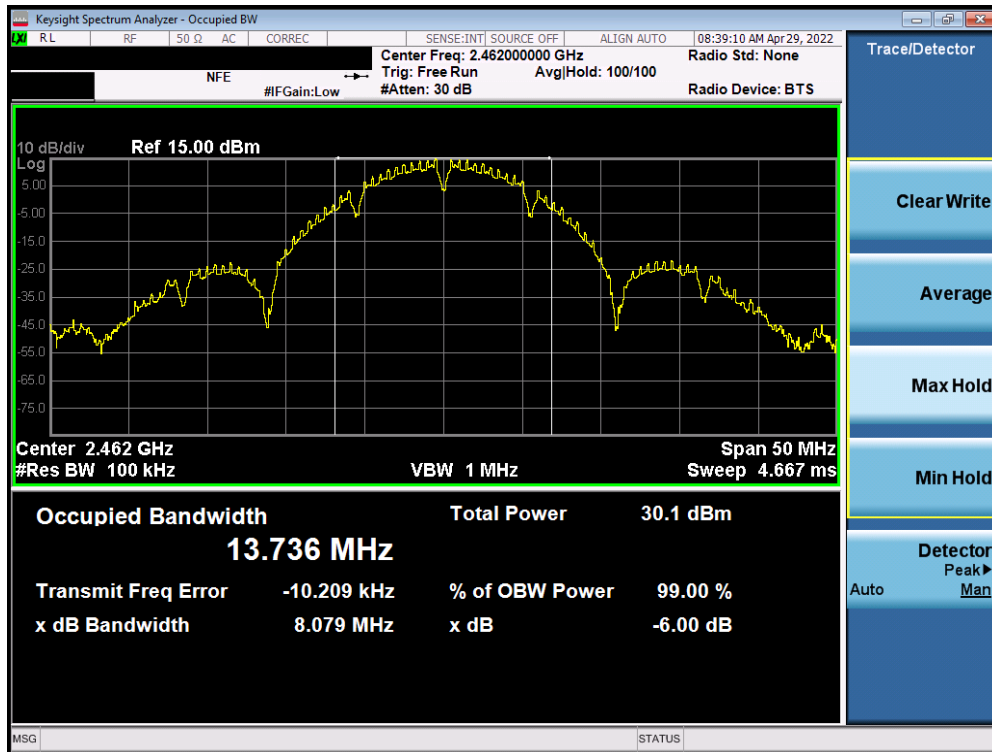 Keysight Spectrum Analyzer - Occupied BW
LXI RL RF 50 Ω AC CORREC SENSE:INT SOURCE OFF ALIGN AUTO 08:39:10 AM Apr 29, 2022
Center Freq: 2.462000000 GHz Radio Std: None
NFE Trig: Free Run Avg|Hold: 100/100
#IFGain:Low #Atten: 30 dB Radio Device: BTS
10 dB/div Ref 15.00 dBm
Log
5.00
-5.00
-15.0
-25.0
-35.0
-45.0
-55.0
-65.0
-75.0
Center 2.462 GHz Span 50 MHz
#Res BW 100 kHz VBW 1 MHz Sweep 4.667 ms
Occupied Bandwidth Total Power 30.1 dBm
13.736 MHz
Transmit Freq Error -10.209 kHz % of OBW Power 99.00 %
x dB Bandwidth 8.079 MHz x dB -6.00 dB
MSG STATUS
Trace/Detector
Clear Write
Average
Max Hold
Min Hold
Detector
Peak▶
Auto Man